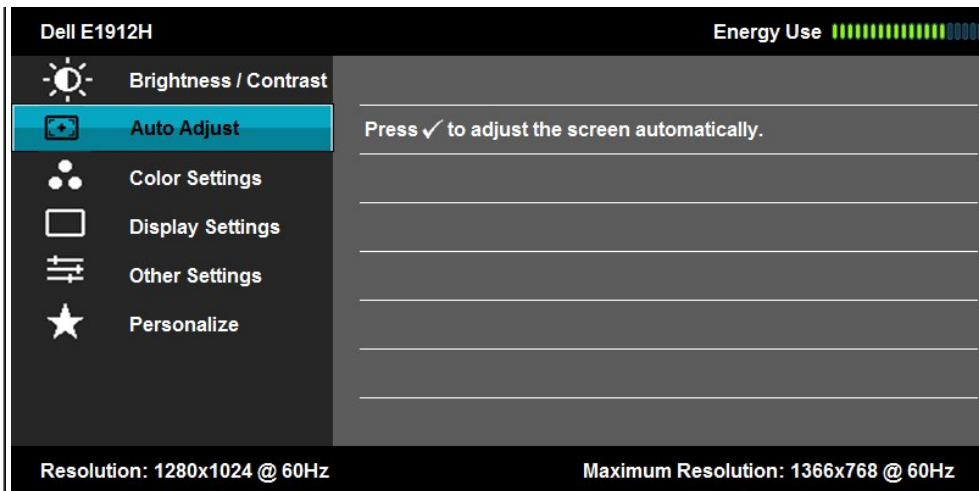 Dell E1912H Energy Use
Brightness / Contrast
Auto Adjust Press ✓ to adjust the screen automatically.
Color Settings
Display Settings
Other Settings
Personalize
Resolution: 1280x1024 @ 60Hz Maximum Resolution: 1366x768 @ 60Hz